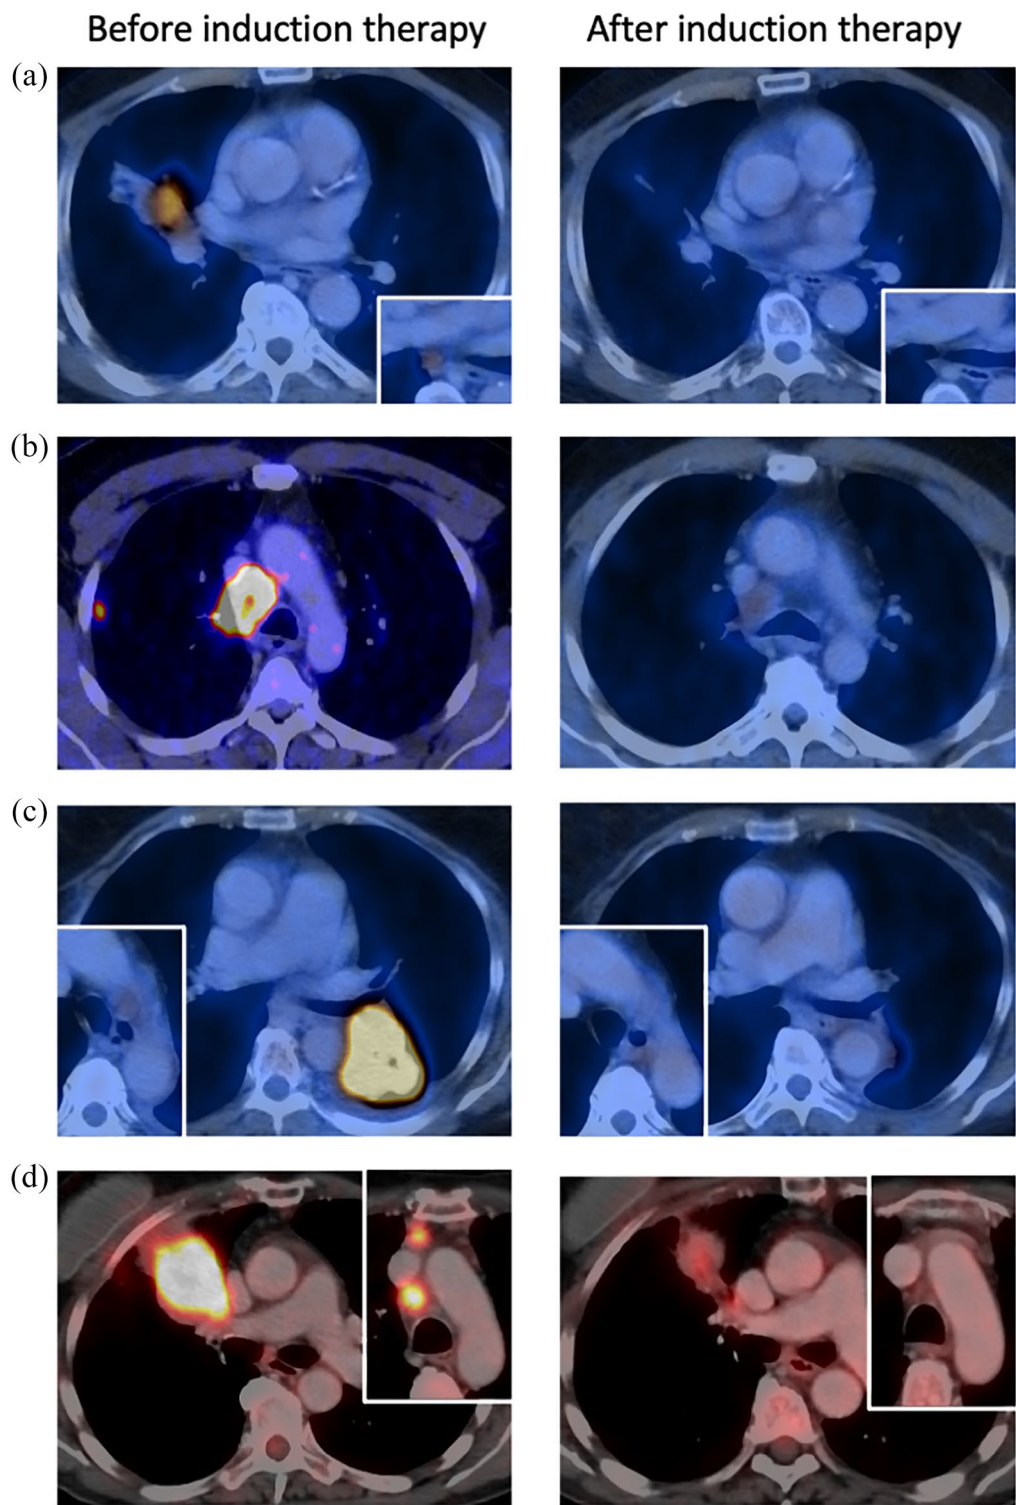 Before induction therapy
After induction therapy
(a)
(b)
(c)
(d)